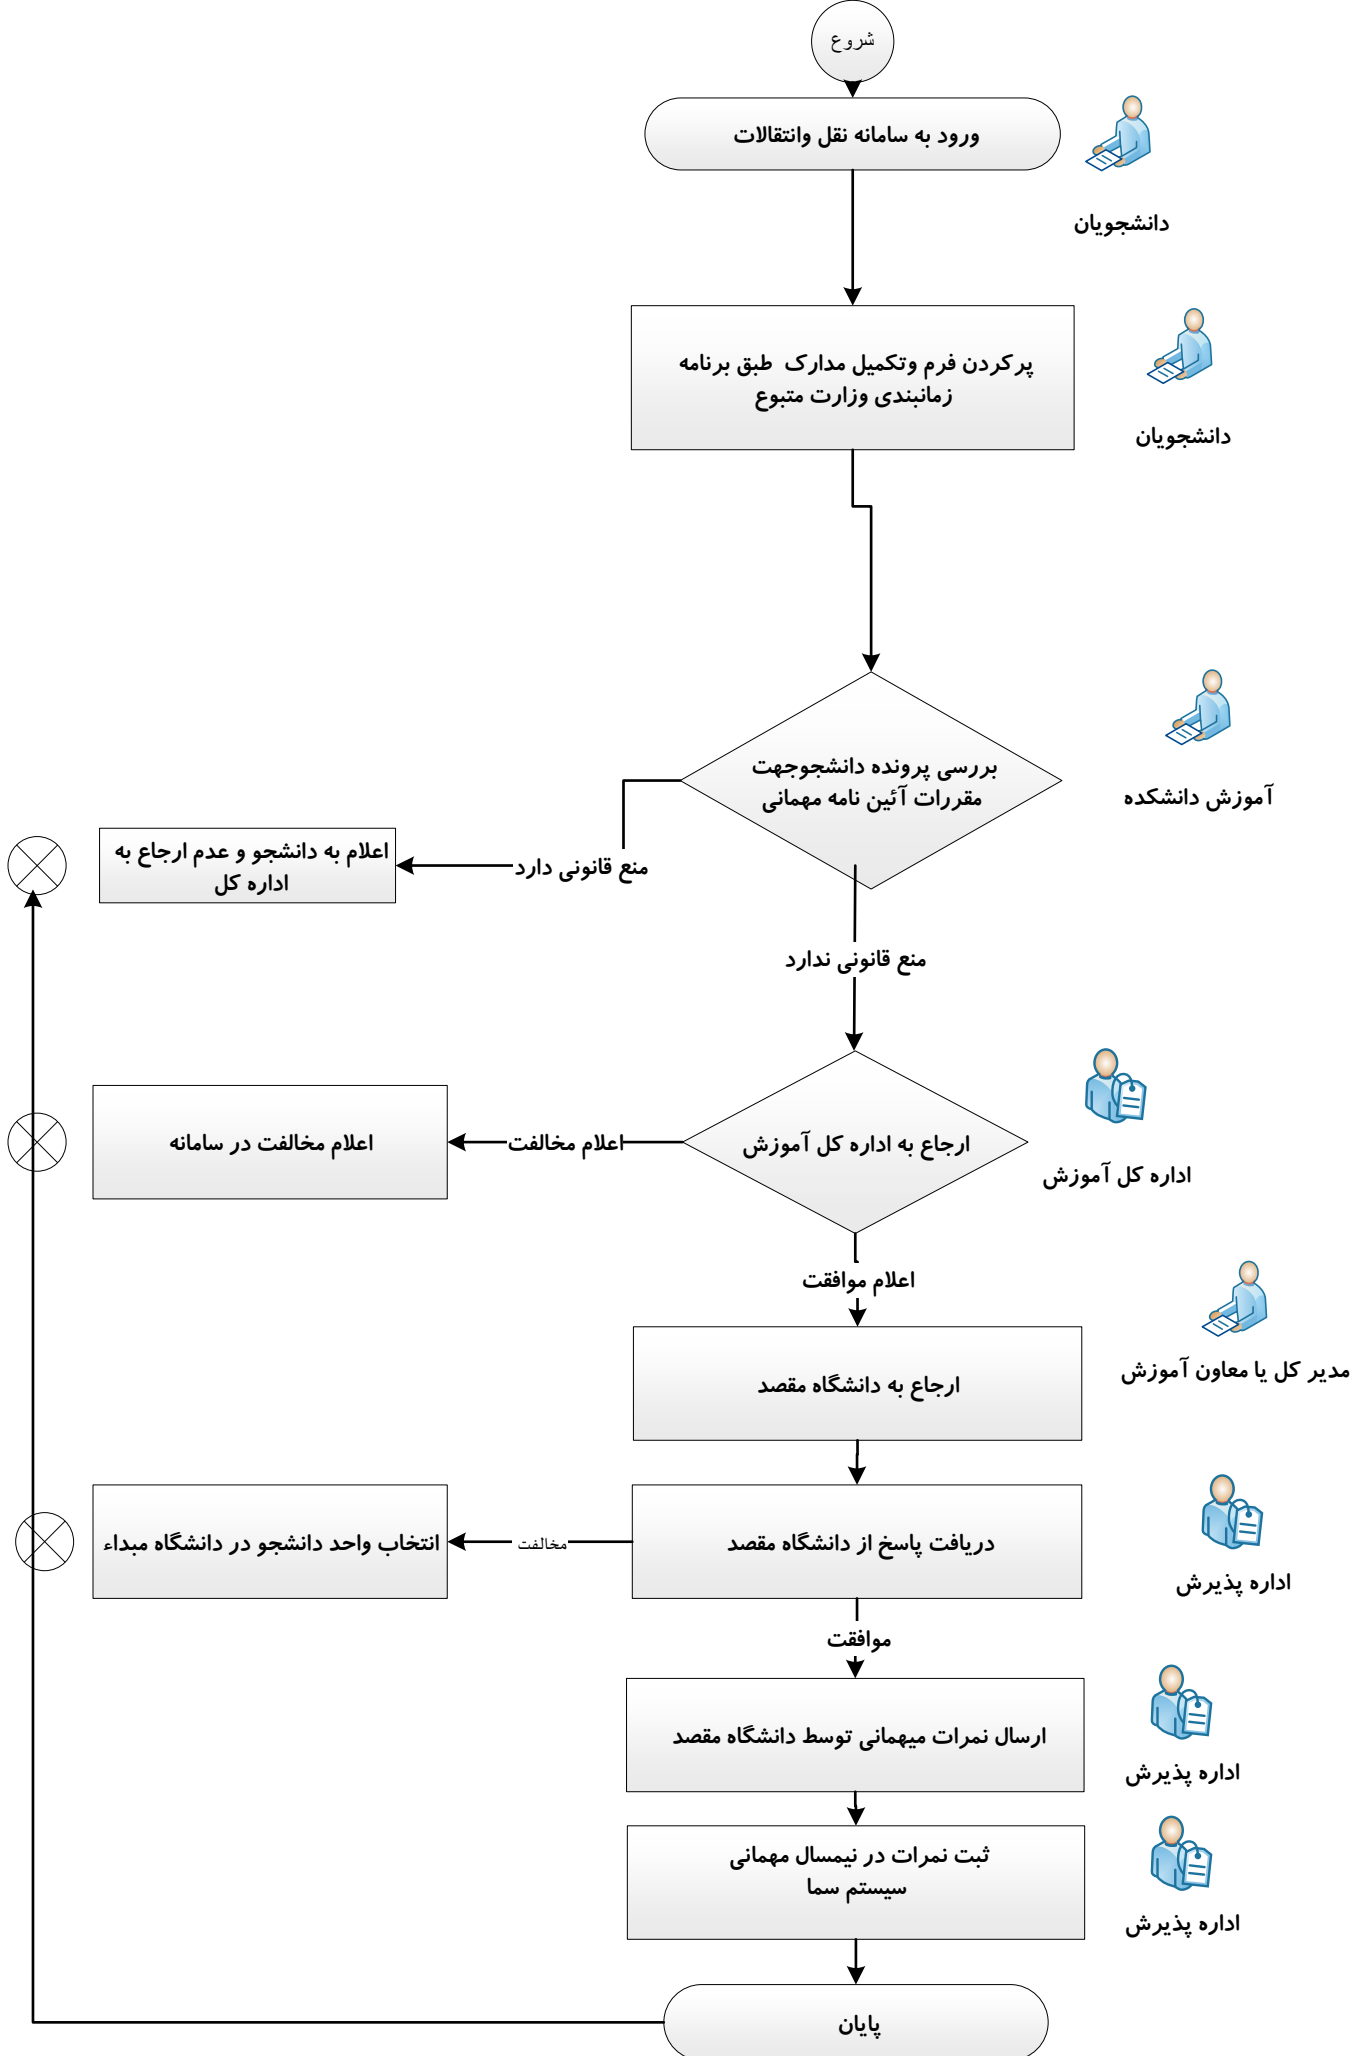 شروع
ورود به سامانه نقل وانتقالات
دانشجویان
پرکردن فرم وتکمیل مدارک طبق برنامه
زمانبندی وزارت متبوع
دانشجویان
بررسی پرونده دانشجوجهت
مقررات آئین نامه مهمانی
آموزش دانشکده
منع قانونی دارد
اعلام به دانشجو و عدم ارجاع به
اداره کل
منع قانونی ندارد
ارجاع به اداره کل آموزش
اداره کل آموزش
اعلام مخالفت
اعلام مخالفت در سامانه
اعلام موافقت
ارجاع به دانشگاه مقصد
مدیر کل یا معاون آموزش
دریافت پاسخ از دانشگاه مقصد
اداره پذیرش
مخالفت
انتخاب واحد دانشجو در دانشگاه مبداء
موافقت
ارسال نمرات میهمانی توسط دانشگاه مقصد
اداره پذیرش
ثبت نمرات در نیمسال مهمانی
سیستم سما
اداره پذیرش
پایان